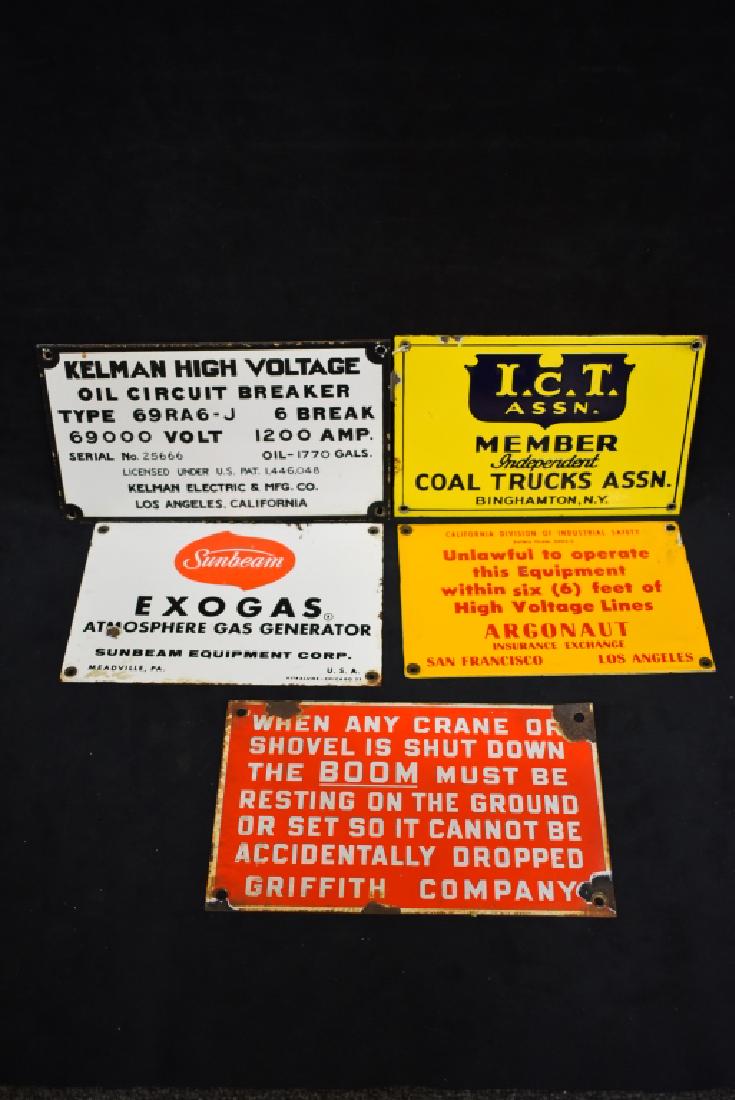 KELMAN HIGH VOLTAGE
OIL CIRCUIT BREAKER
TYPE 69RA6-J 6 BREAK
69000 VOLT 1200 AMP.
SERIAL No. 25666 OIL-1770 GALS.
LICENSED UNDER U.S. PAT. 1,446,048
KELMAN ELECTRIC & MFG. CO.
LOS ANGELES, CALIFORNIA
I.C.T.
ASSN.
MEMBER
Independent
COAL TRUCKS ASSN.
BINGHAMTON, N.Y.
Sunbeam
EXOGAS
ATMOSPHERE GAS GENERATOR
SUNBEAM EQUIPMENT CORP.
MEADVILLE, PA. U.S.A.
CALIFORNIA DIVISION OF INDUSTRIAL SAFETY
Unlawful to operate
this Equipment
within six (6) feet of
High Voltage Lines
ARGONAUT
INSURANCE EXCHANGE
SAN FRANCISCO LOS ANGELES
WHEN ANY CRANE OR
SHOVEL IS SHUT DOWN
THE BOOM MUST BE
RESTING ON THE GROUND
OR SET SO IT CANNOT BE
ACCIDENTALLY DROPPED
GRIFFITH COMPANY